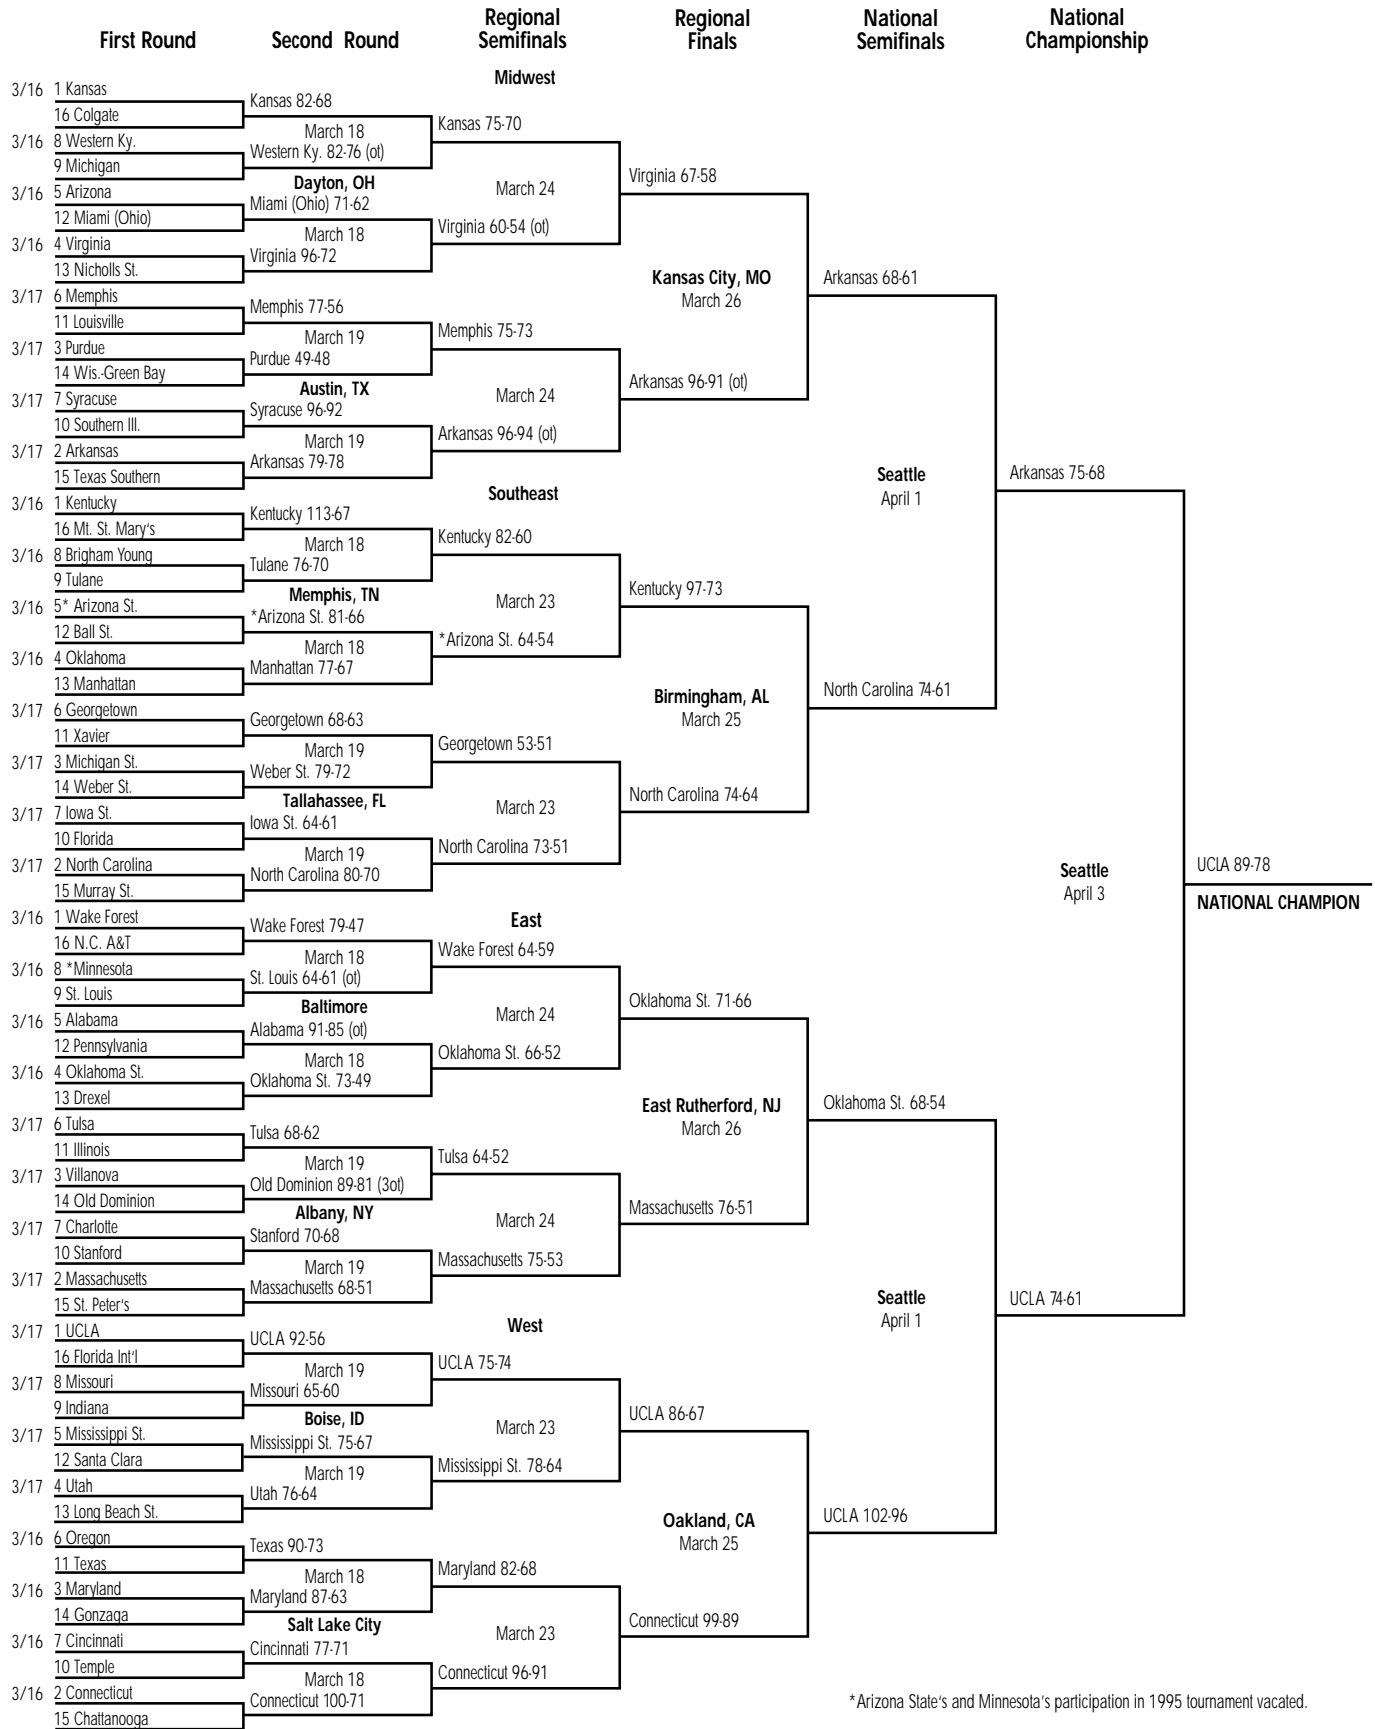 First Round
Second Round
Regional
Semifinals
Regional
Finals
National
Semifinals
National
Championship
Midwest
3/16 1 Kansas
16 Colgate
3/16 8 Western Ky.
9 Michigan
3/16 5 Arizona
12 Miami (Ohio)
3/16 4 Virginia
13 Nicholls St.
3/17 6 Memphis
11 Louisville
3/17 3 Purdue
14 Wis.-Green Bay
3/17 7 Syracuse
10 Southern Ill.
3/17 2 Arkansas
15 Texas Southern
Kansas 82-68
March 18
Western Ky. 82-76 (ot)
Dayton, OH
Miami (Ohio) 71-62
March 18
Virginia 96-72
Memphis 77-56
March 19
Purdue 49-48
Austin, TX
Syracuse 96-92
March 19
Arkansas 79-78
Kansas 75-70
March 24
Virginia 60-54 (ot)
Memphis 75-73
March 24
Arkansas 96-94 (ot)
Virginia 67-58
Kansas City, MO
March 26
Arkansas 96-91 (ot)
Arkansas 68-61
Southeast
3/16 1 Kentucky
16 Mt. St. Mary's
3/16 8 Brigham Young
9 Tulane
3/16 5* Arizona St.
12 Ball St.
3/16 4 Oklahoma
13 Manhattan
3/17 6 Georgetown
11 Xavier
3/17 3 Michigan St.
14 Weber St.
3/17 7 Iowa St.
10 Florida
3/17 2 North Carolina
15 Murray St.
Kentucky 113-67
March 18
Tulane 76-70
Memphis, TN
*Arizona St. 81-66
March 18
Manhattan 77-67
Georgetown 68-63
March 19
Weber St. 79-72
Tallahassee, FL
Iowa St. 64-61
March 19
North Carolina 80-70
Kentucky 82-60
March 23
*Arizona St. 64-54
Georgetown 53-51
March 23
North Carolina 73-51
Kentucky 97-73
Birmingham, AL
March 25
North Carolina 74-64
North Carolina 74-61
Seattle
April 1
Arkansas 75-68
East
3/16 1 Wake Forest
16 N.C. A&T
3/16 8 *Minnesota
9 St. Louis
3/16 5 Alabama
12 Pennsylvania
3/16 4 Oklahoma St.
13 Drexel
3/17 6 Tulsa
11 Illinois
3/17 3 Villanova
14 Old Dominion
3/17 7 Charlotte
10 Stanford
3/17 2 Massachusetts
15 St. Peter's
Wake Forest 79-47
March 18
St. Louis 64-61 (ot)
Baltimore
Alabama 91-85 (ot)
March 18
Oklahoma St. 73-49
Tulsa 68-62
March 19
Old Dominion 89-81 (3ot)
Albany, NY
Stanford 70-68
March 19
Massachusetts 68-51
Wake Forest 64-59
March 24
Oklahoma St. 66-52
Tulsa 64-52
March 24
Massachusetts 75-53
Oklahoma St. 71-66
East Rutherford, NJ
March 26
Massachusetts 76-51
Oklahoma St. 68-54
West
3/17 1 UCLA
16 Florida Int'l
3/17 8 Missouri
9 Indiana
3/17 5 Mississippi St.
12 Santa Clara
3/17 4 Utah
13 Long Beach St.
3/16 6 Oregon
11 Texas
3/16 3 Maryland
14 Gonzaga
3/16 7 Cincinnati
10 Temple
3/16 2 Connecticut
15 Chattanooga
UCLA 92-56
March 19
Missouri 65-60
Boise, ID
Mississippi St. 75-67
March 19
Utah 76-64
Texas 90-73
March 18
Maryland 87-63
Salt Lake City
Cincinnati 77-71
March 18
Connecticut 100-71
UCLA 75-74
March 23
Mississippi St. 78-64
Maryland 82-68
March 23
Connecticut 96-91
UCLA 86-67
Oakland, CA
March 25
Connecticut 99-89
UCLA 102-96
Seattle
April 1
UCLA 74-61
Seattle
April 3
UCLA 89-78
NATIONAL CHAMPION
*Arizona State's and Minnesota's participation in 1995 tournament vacated.